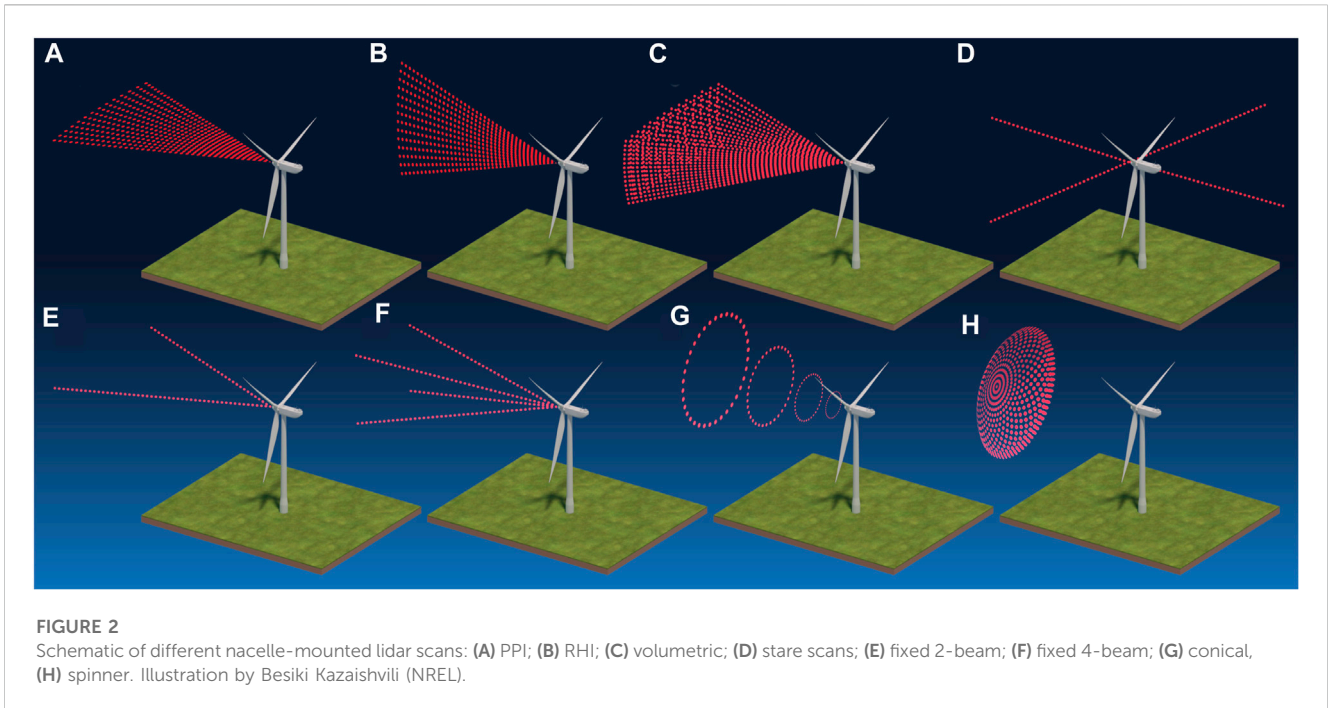 A
B
C
D
E
F
G
H
FIGURE 2
Schematic of different nacelle-mounted lidar scans: (A) PPI; (B) RHI; (C) volumetric; (D) stare scans; (E) fixed 2-beam; (F) fixed 4-beam; (G) conical,
(H) spinner. Illustration by Besiki Kazaishvili (NREL).